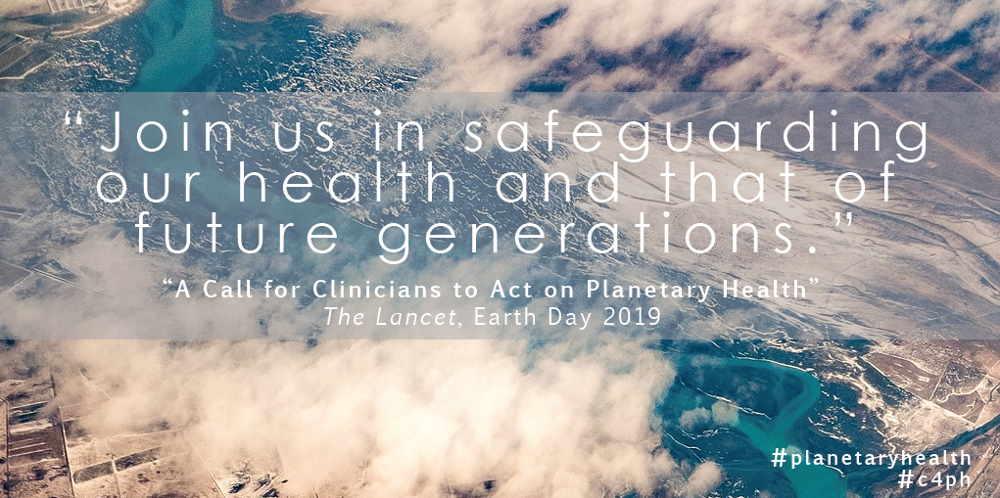 “Join us in safeguarding
our health and that of
future generations.”
“A Call for Clinicians to Act on Planetary Health”
The Lancet, Earth Day 2019
#planetaryhealth
#c4ph